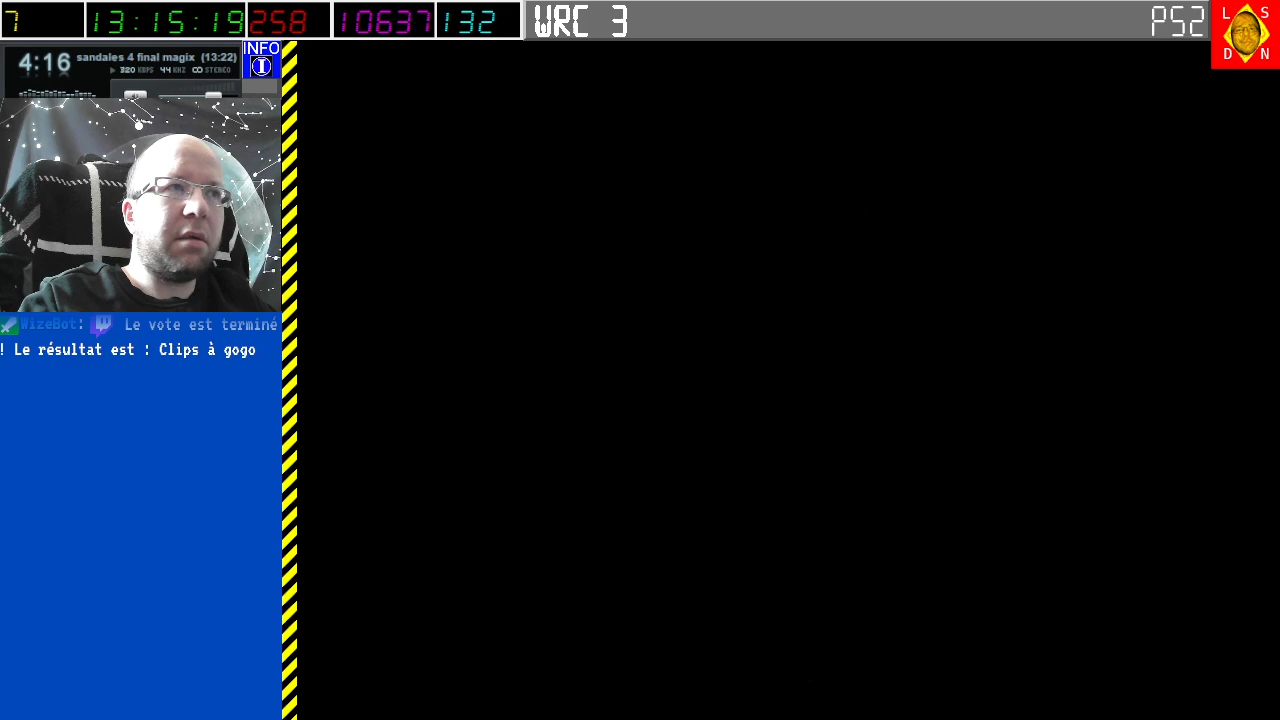 7 13:15:19 258 10637 132 WRC 3 PS2
L S
D N
4:16 sandales 4 final magix (13:22)
320 KBPS 44 KHZ STEREO
INFO
WizeBot: Le vote est terminé
! Le résultat est : Clips à gogo